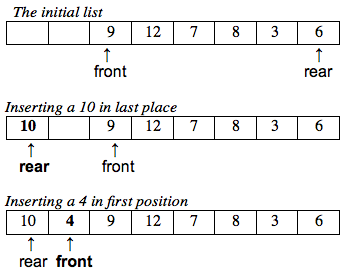 The initial list
9 12 7 8 3 6
front rear
Inserting a 10 in last place
10 9 12 7 8 3 6
rear front
Inserting a 4 in first position
10 4 9 12 7 8 3 6
rear front